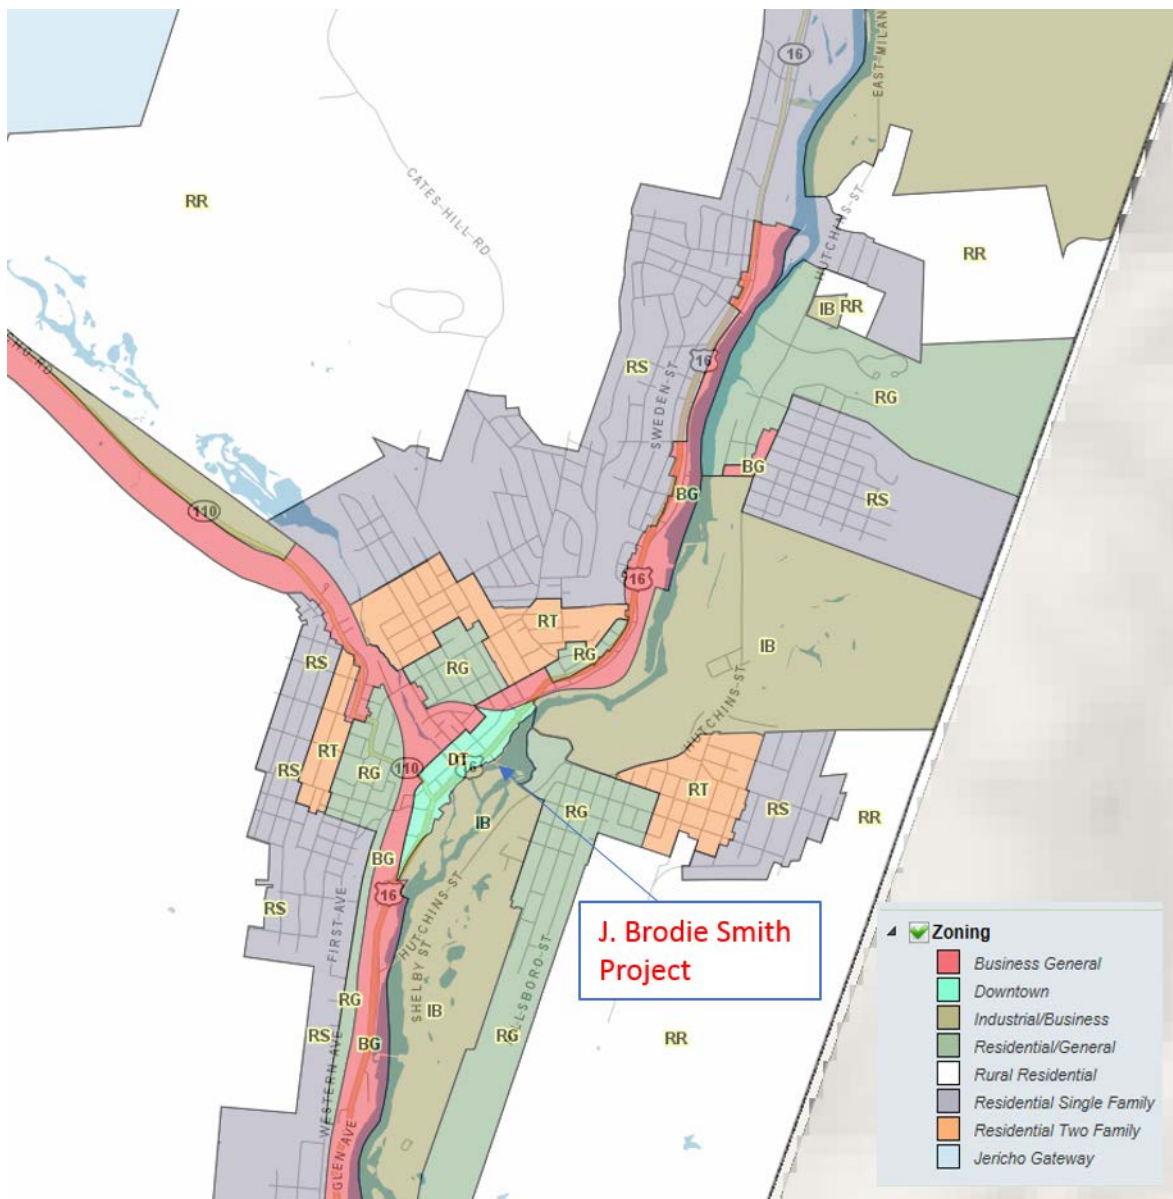 16
EAST-MILAN
RR
CATES-HILL-RD
HUTCHINS-ST
RR
IB
RR
16
RS
SWEDEN-ST
RG
BG
RS
BG
110
16
RT
RS
RG
RG
IB
HUTCHINS-ST
RT
RG
110
DT
RS
RT
RS
RR
IB
RG
BG
16
RS
FIRST-AVE
HUTCHINS-ST
SHELBY-ST
J. Brodie Smith
Project
RG
IB
RS
RG
RR
BG
WESTERN-AVE
GLEN-AVE
Zoning
Business General
Downtown
Industrial/Business
Residential/General
Rural Residential
Residential Single Family
Residential Two Family
Jericho Gateway